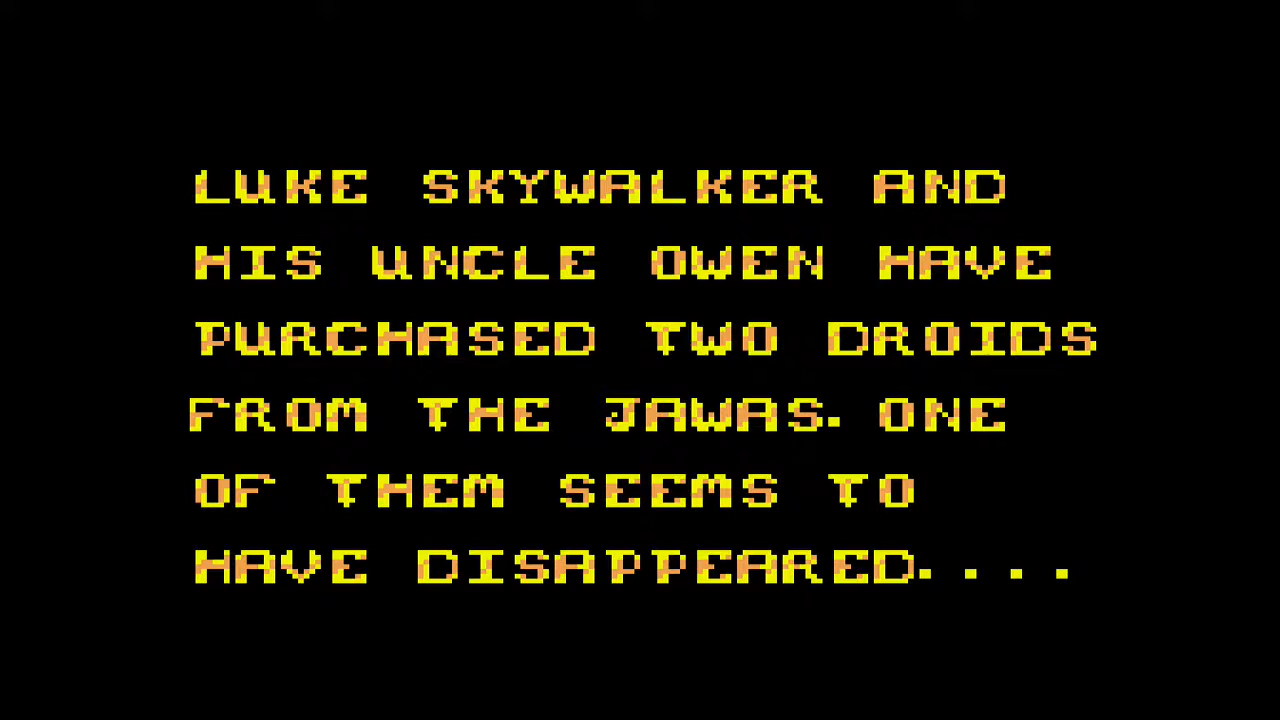 LUKE SKYWALKER AND
HIS UNCLE OWEN HAVE
PURCHASED TWO DROIDS
FROM THE JAWAS. ONE
OF THEM SEEMS TO
HAVE DISAPPEARED....